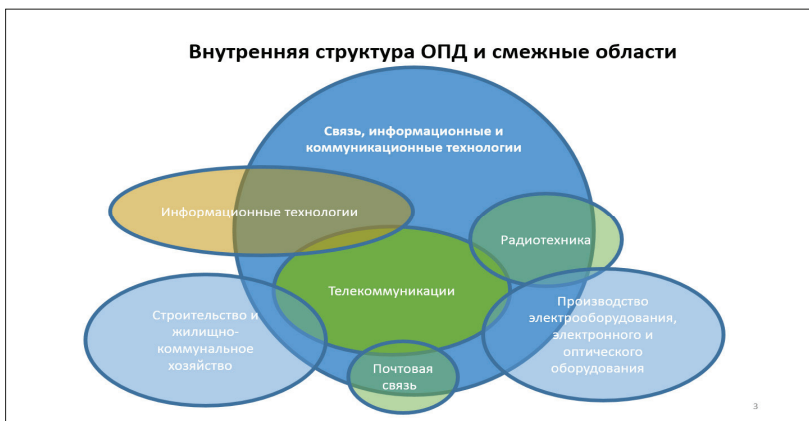 Внутренняя структура ОПД и смежные области
Связь, информационные и
коммуникационные технологии
Информационные технологии
Радиотехника
Телекоммуникации
Строительство и
жилищно-
коммунальное
хозяйство
Производство
электрооборудования,
электронного и
оптического
оборудования
Почтовая
связь
3